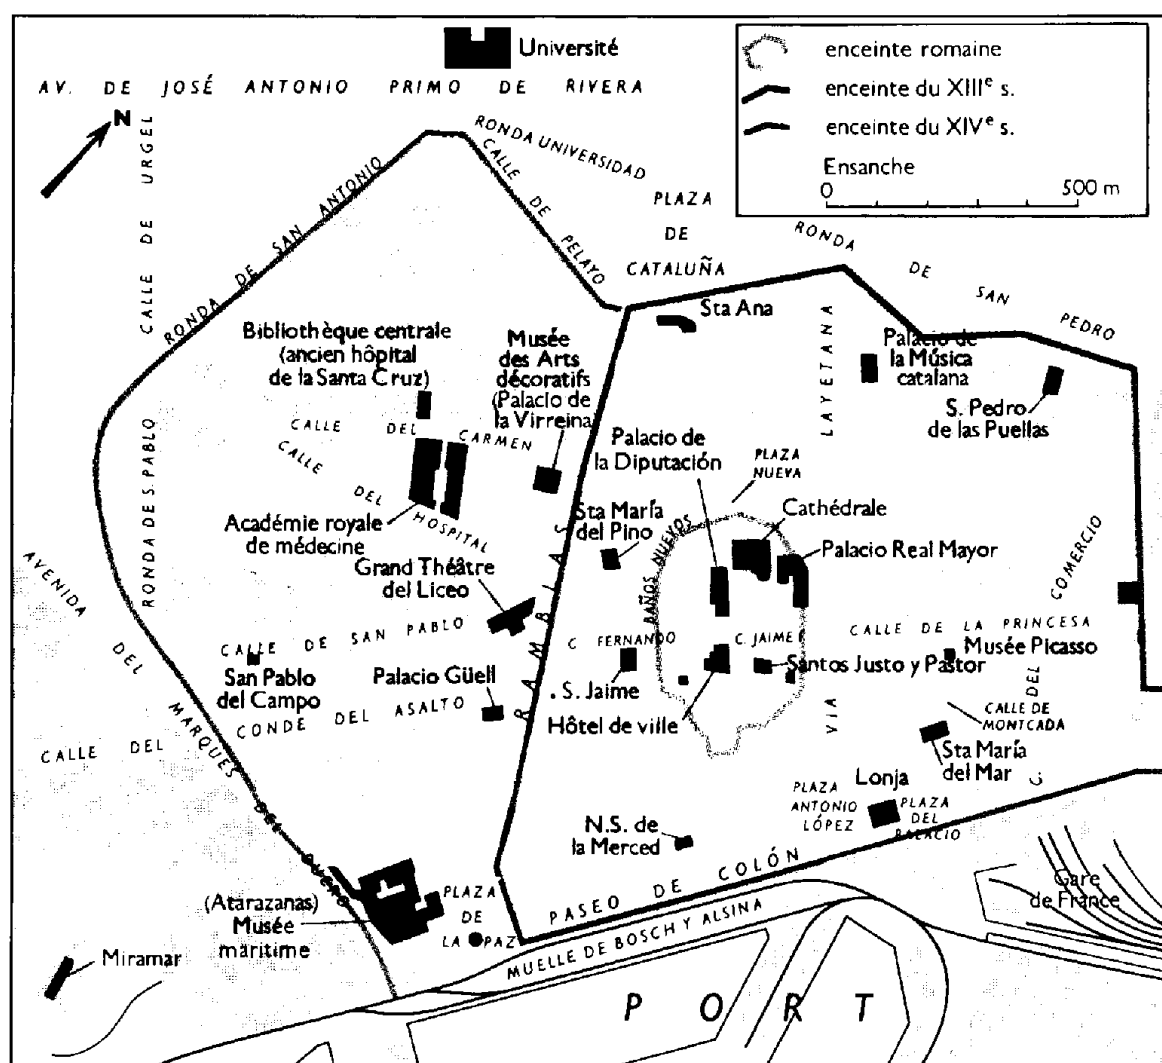 Université
AV. DE JOSÉ ANTONIO PRIMO DE RIVERA
enceinte romaine
enceinte du XIIIe s.
enceinte du XIVe s.
Ensanche
0 500 m
N
CALLE DE URGEL
RONDA DE SAN ANTONIO
RONDA UNIVERSIDAD
CALLE DE PELAYO
PLAZA
DE
CATALUÑA
RONDA DE SAN PEDRO
Sta Ana
Bibliothèque centrale
(ancien hôpital
de la Santa Cruz)
Musée
des Arts
décoratifs
(Palacio de
la Virreina)
LAYETANA
Palacio de
la Música
catalana
S. Pedro
de las Puellas
CALLE DEL CARMEN
CALLE DEL HOSPITAL
RONDA DE S. PABLO
Palacio de
la Diputación
PLAZA
NUEVA
Académie royale
de médecine
Sta María
del Pino
BAÑOS NUEVOS
Cathédrale
Palacio Real Mayor
COMERCIO
Grand Théâtre
del Liceo
RAMBLAS
AVENIDA DEL MARQUES DEL DUERO
CALLE DE SAN PABLO
C. FERNANDO
C. JAIME I
CALLE DE LA PRINCESA
Musée Picasso
San Pablo
del Campo
Palacio Güell
S. Jaime
Santos Justo y Pastor
Hôtel de ville
VIA
C. DEL
CALLE DE
MONTCADA
CALLE DEL CONDE DEL ASALTO
Sta María
del Mar
Lonja
PLAZA
ANTONIO
LÓPEZ
PLAZA
DEL
PALACIO
N.S. de
la Merced
PASEO DE COLÓN
Gare
de France
(Atarazanas)
Musée
maritime
PLAZA
DE
LA PAZ
MUELLE DE BOSCH Y ALSINA
Miramar
PORT